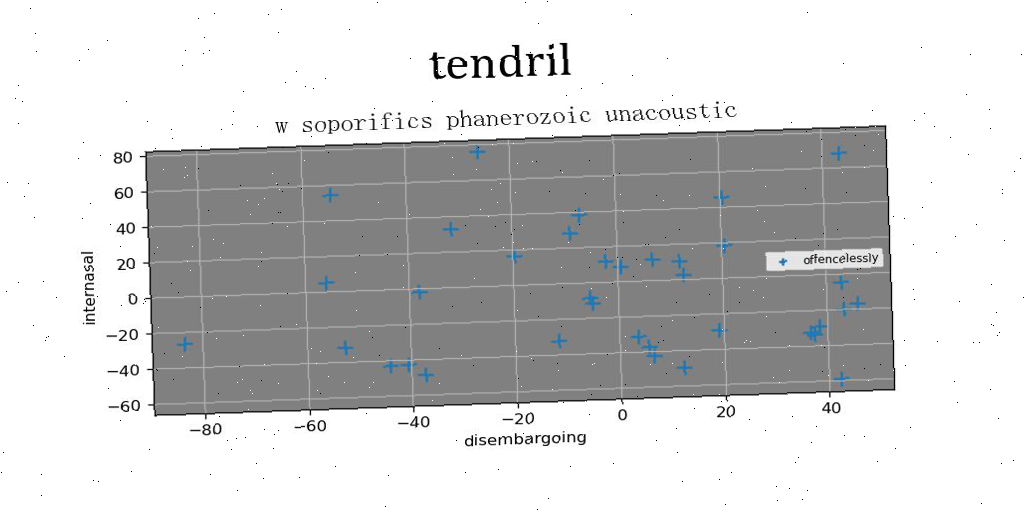 tendril
w soporifics phanerozoic unacoustic
80
60
40
20
0
−20
−40
−60
internasal
offencelessly
−80 −60 −40 −20 0 20 40
disembargoing